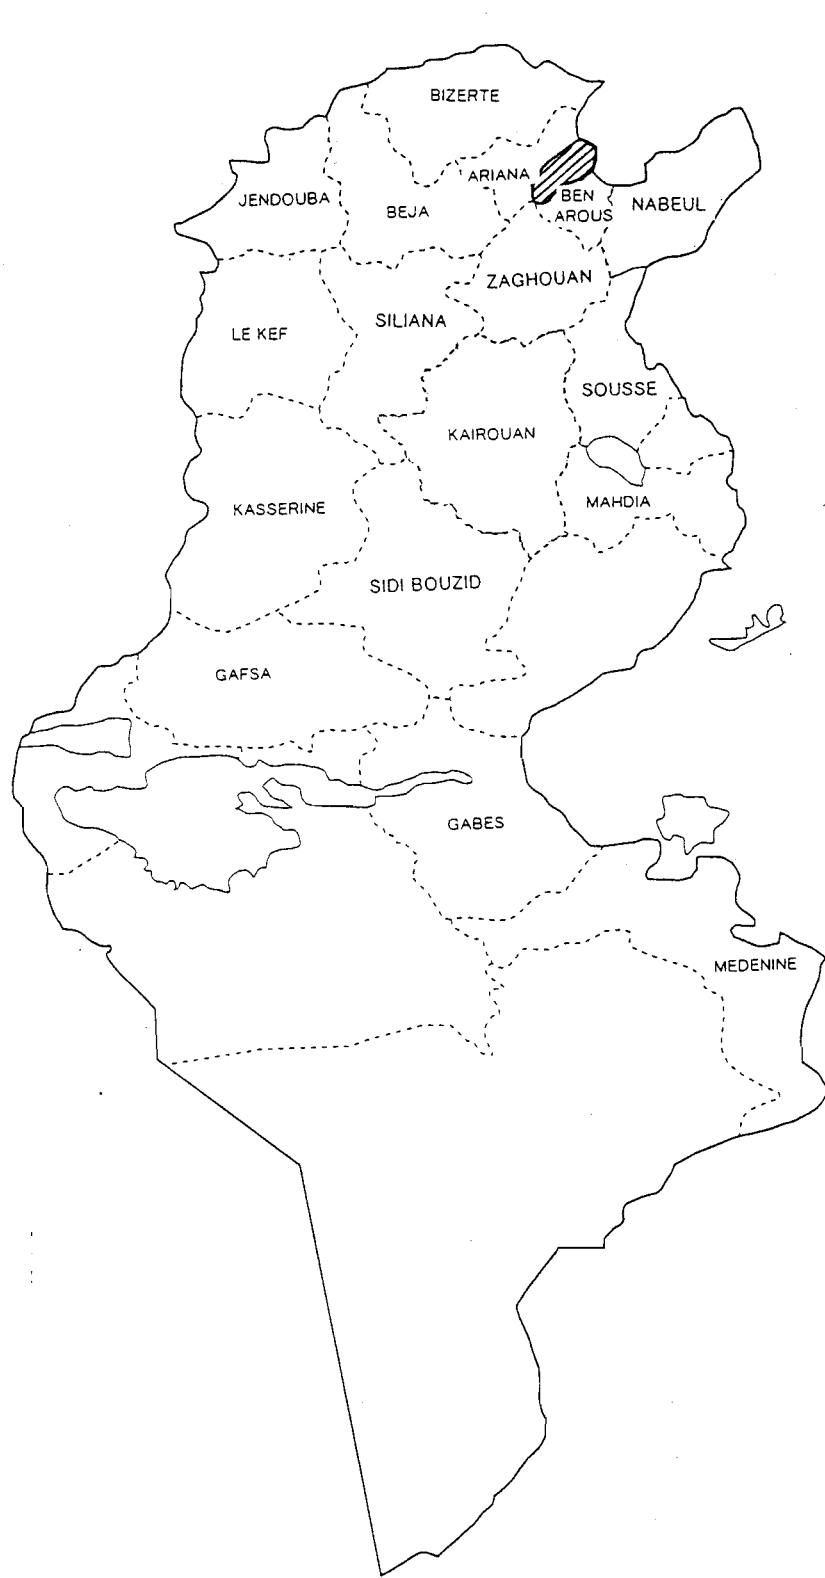 BIZERTE
ARIANA
JENDOUBA
BEJA
BEN
AROUS
NABEUL
ZAGHOUAN
SILIANA
LE KEF
SOUSSE
KAIROUAN
MAHDIA
KASSERINE
SIDI BOUZID
GAFSA
GABES
MEDENINE